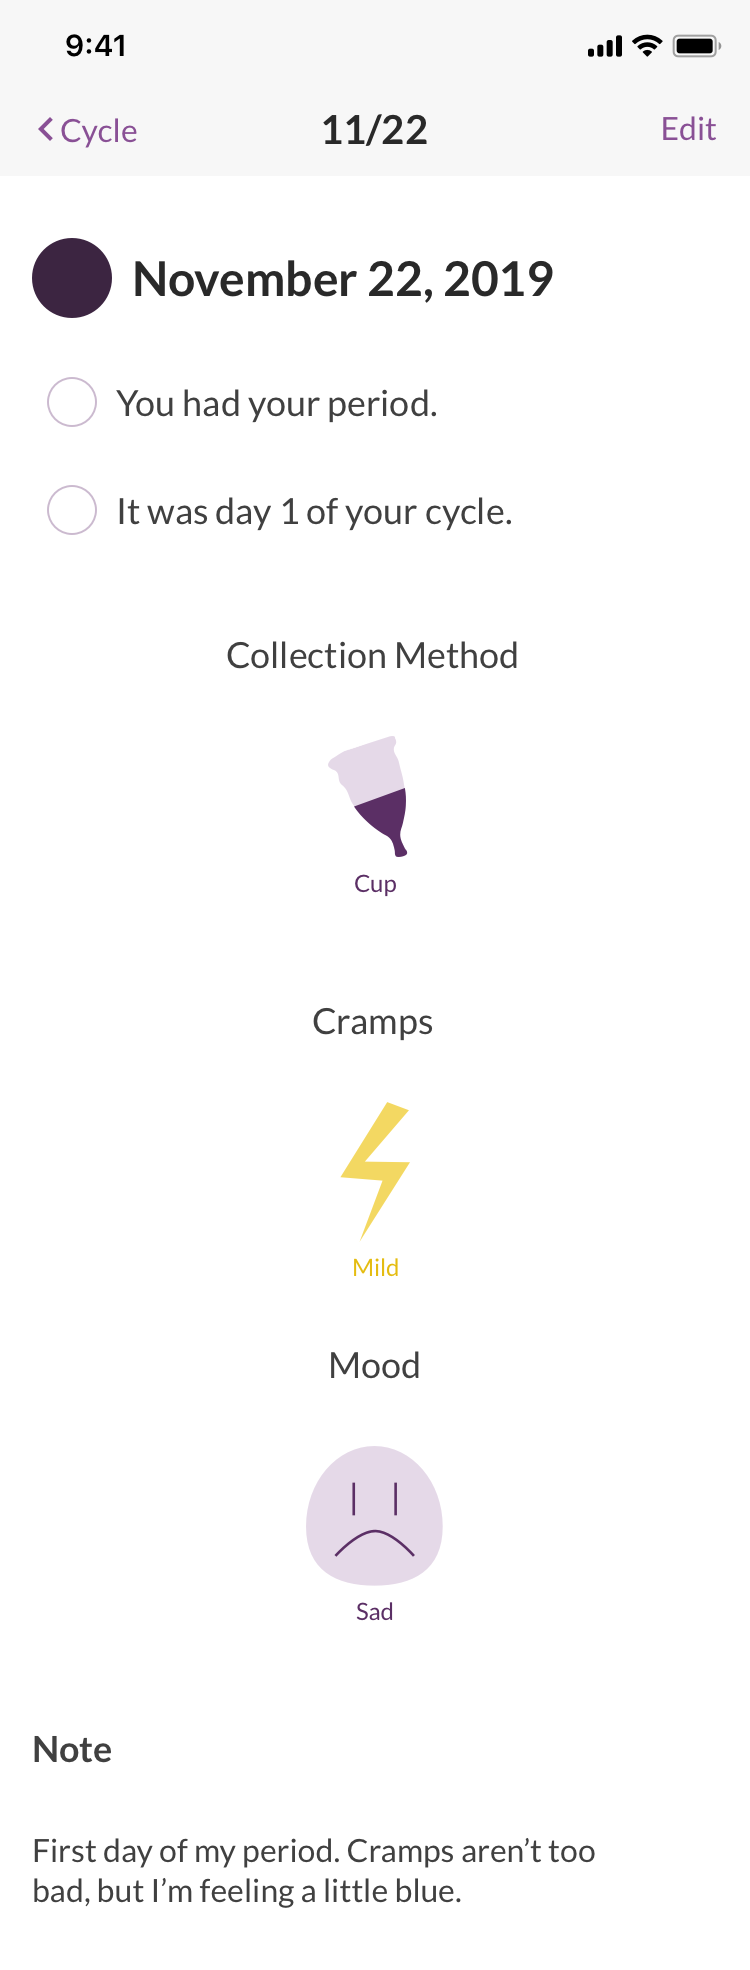 9:41
Cycle
11/22
Edit
November 22, 2019
You had your period.
It was day 1 of your cycle.
Collection Method
Cup
Cramps
Mild
Mood
Sad
Note
First day of my period. Cramps aren’t too
bad, but I’m feeling a little blue.